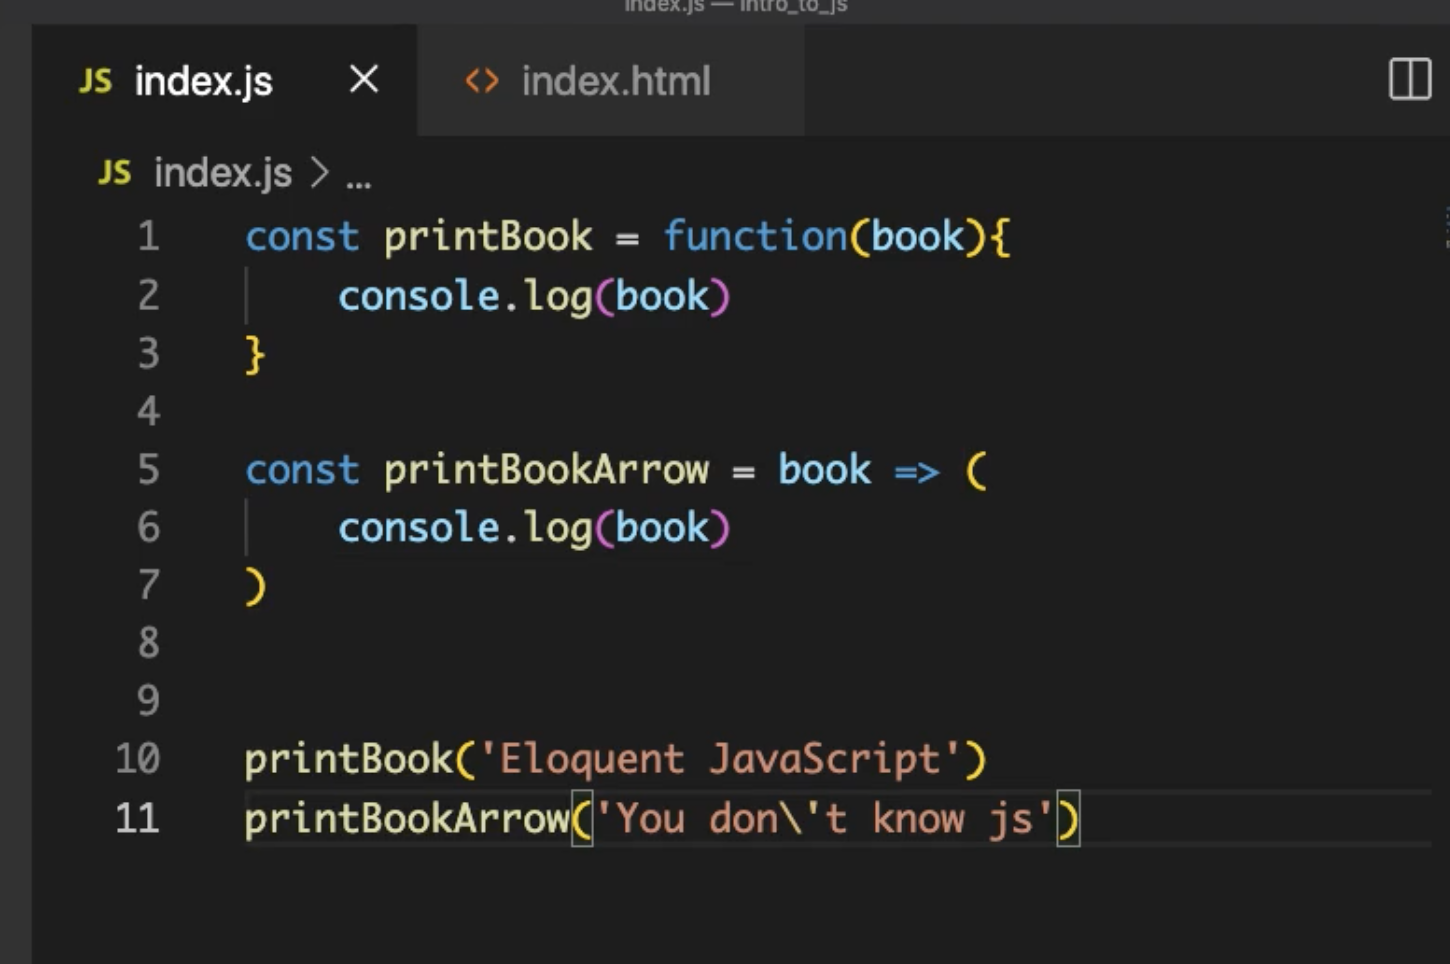 index.js — intro_to_js
JS index.js × <> index.html
JS index.js > ...
1 const printBook = function(book){
2     console.log(book)
3 }
4
5 const printBookArrow = book => (
6     console.log(book)
7 )
8
9
10 printBook('Eloquent JavaScript')
11 printBookArrow('You don\'t know js')